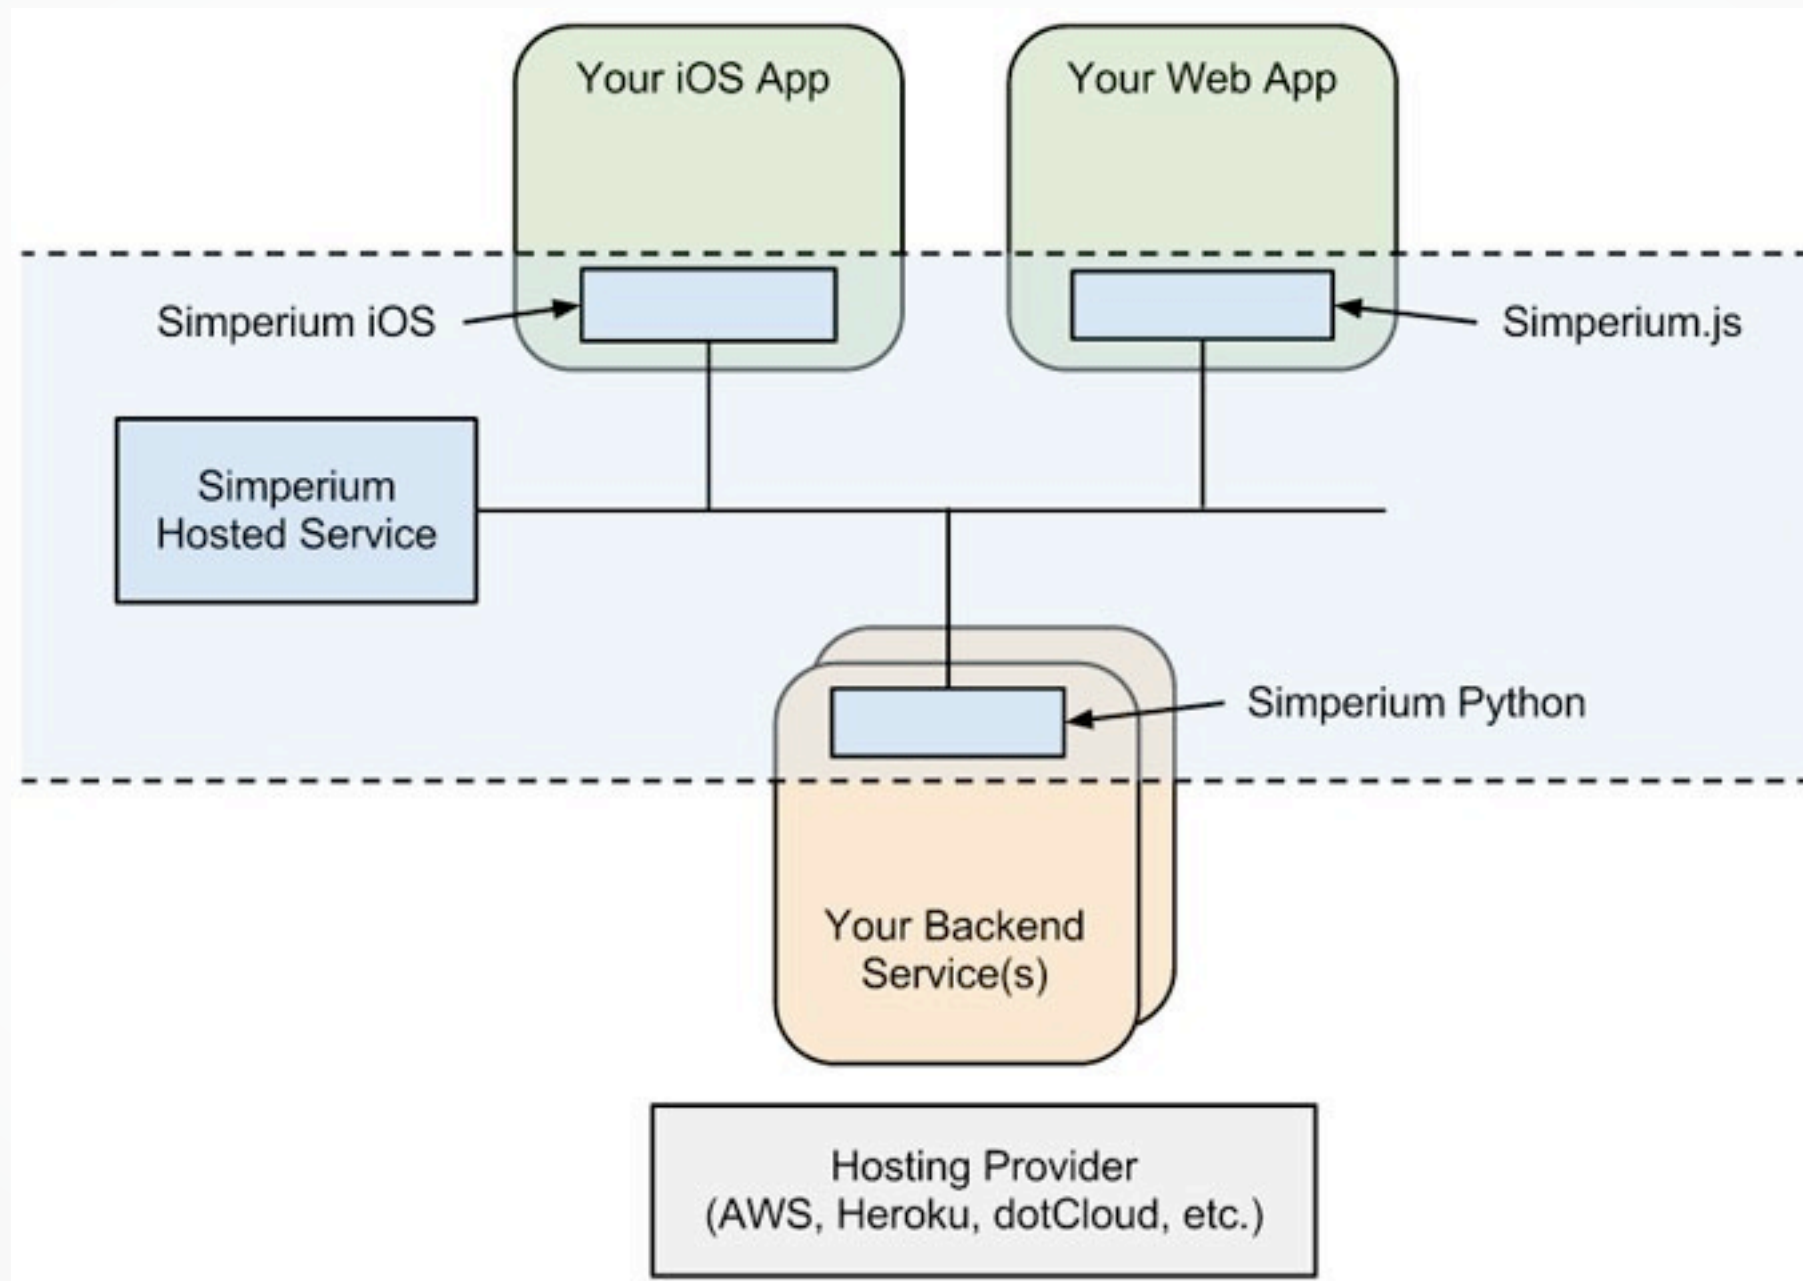 Your iOS App
Your Web App
Simperium iOS
Simperium.js
Simperium
Hosted Service
Simperium Python
Your Backend
Service(s)
Hosting Provider
(AWS, Heroku, dotCloud, etc.)